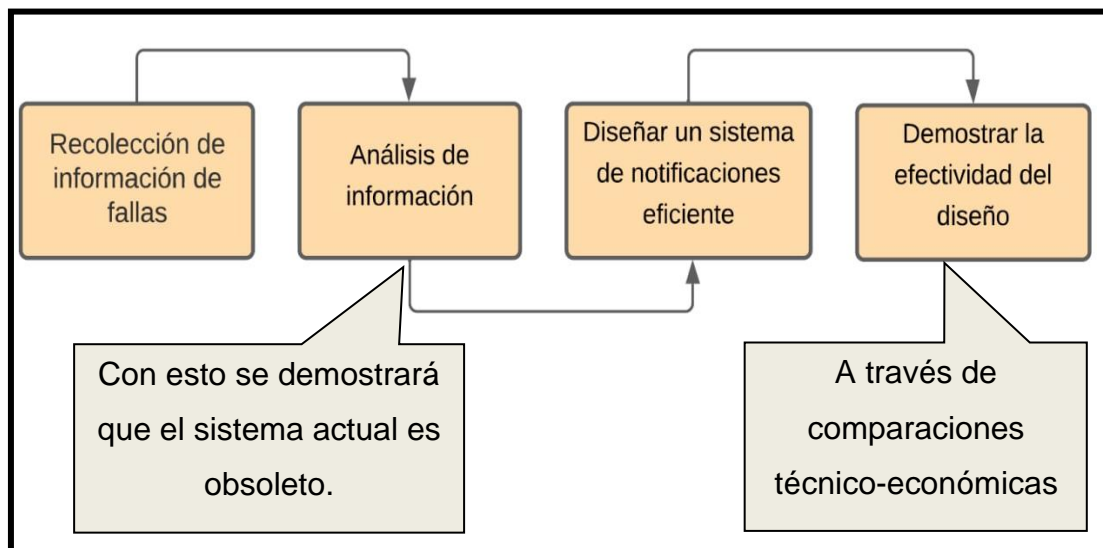 Recolección de
información de
fallas
Análisis de
información
Diseñar un sistema
de notificaciones
eficiente
Demostrar la
efectividad del
diseño
Con esto se demostrará
que el sistema actual es
obsoleto.
A través de
comparaciones
técnico-económicas